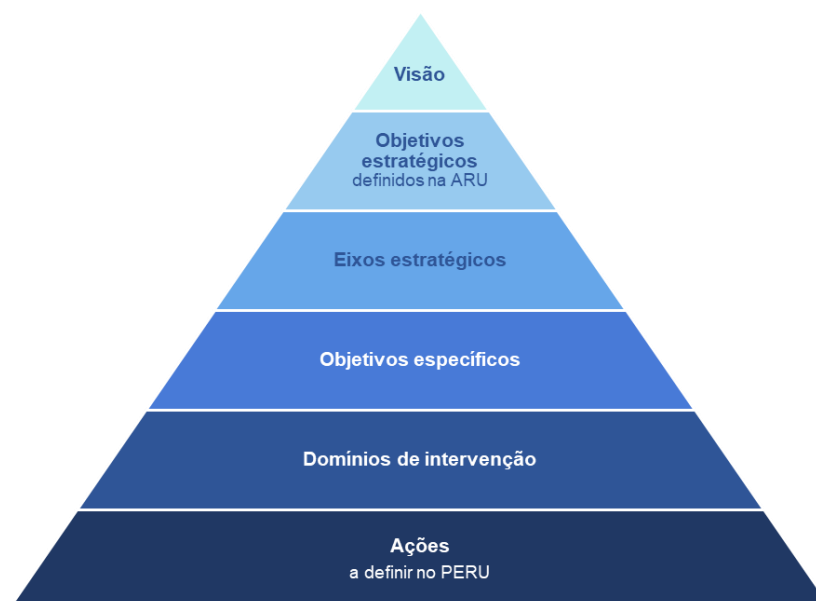 Visão
Objetivos
estratégicos
definidos na ARU
Eixos estratégicos
Objetivos específicos
Domínios de intervenção
Ações
a definir no PERU